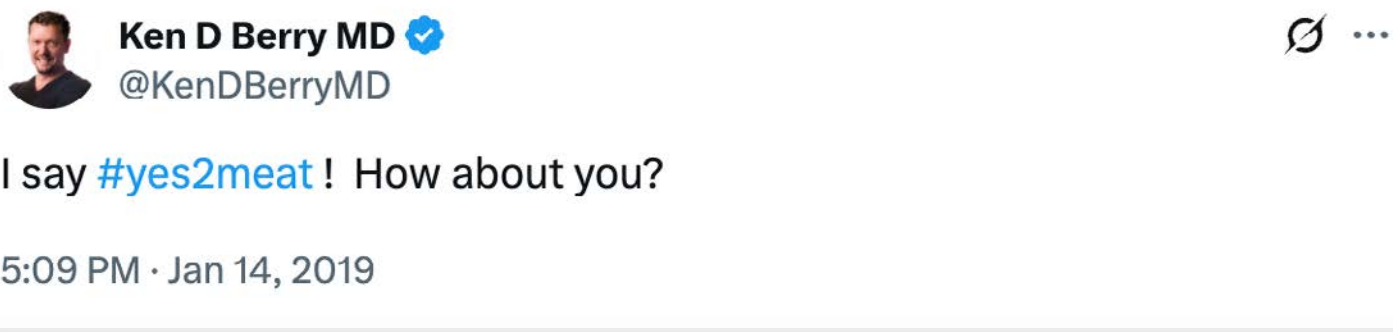 Ken D Berry MD
@KenDBerryMD
I say #yes2meat !  How about you?
5:09 PM · Jan 14, 2019